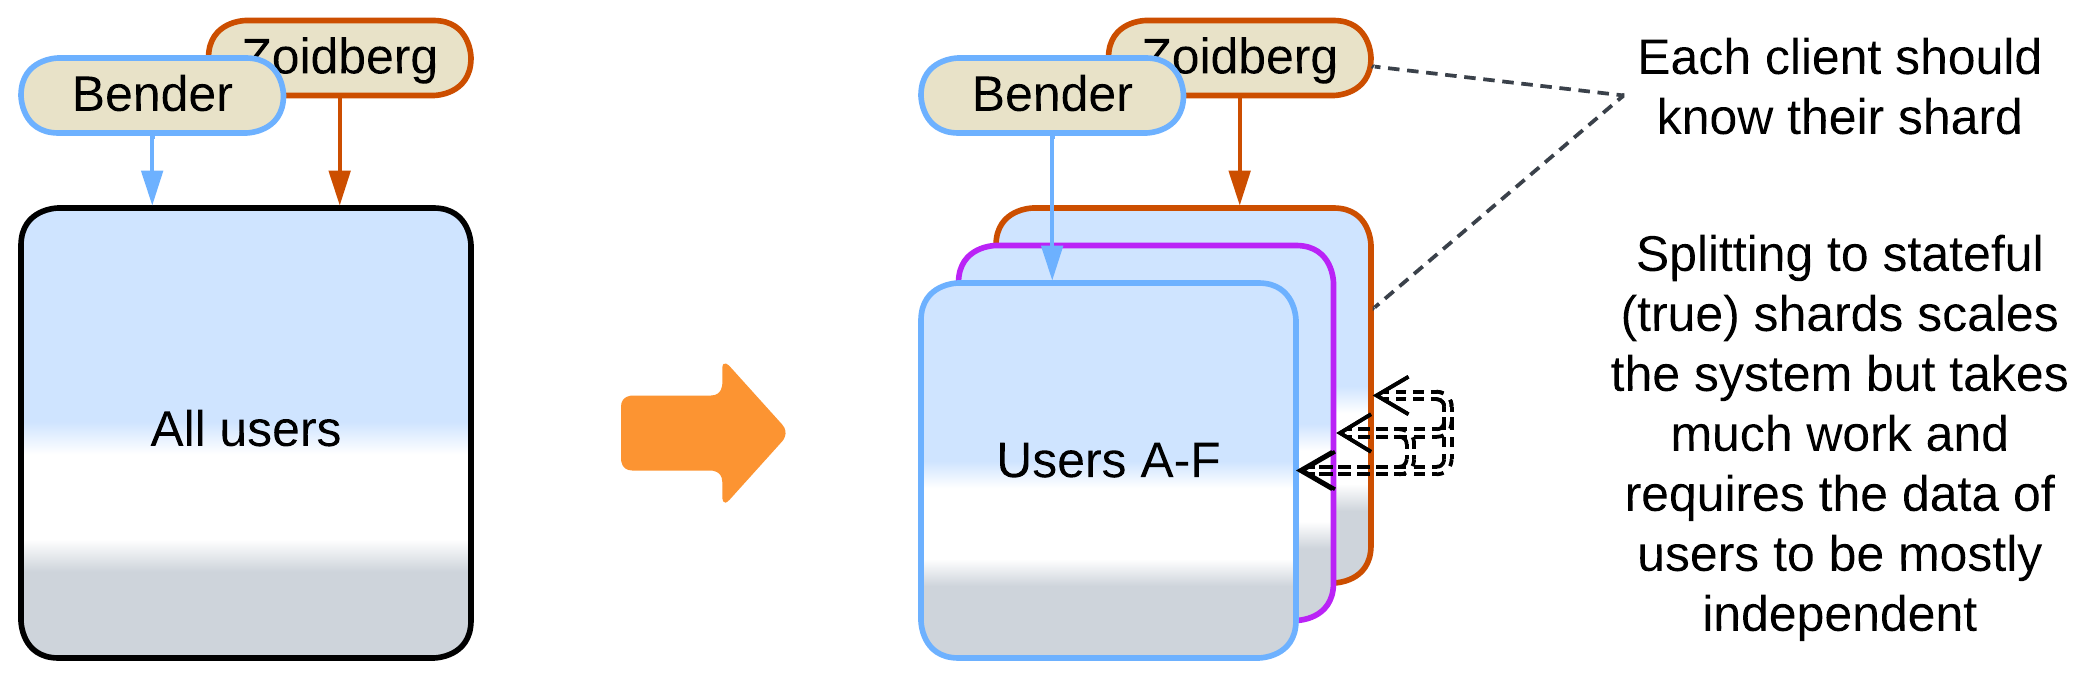 Zoidberg
Bender
All users
Zoidberg
Bender
Users A-F
Each client should
know their shard
Splitting to stateful
(true) shards scales
the system but takes
much work and
requires the data of
users to be mostly
independent